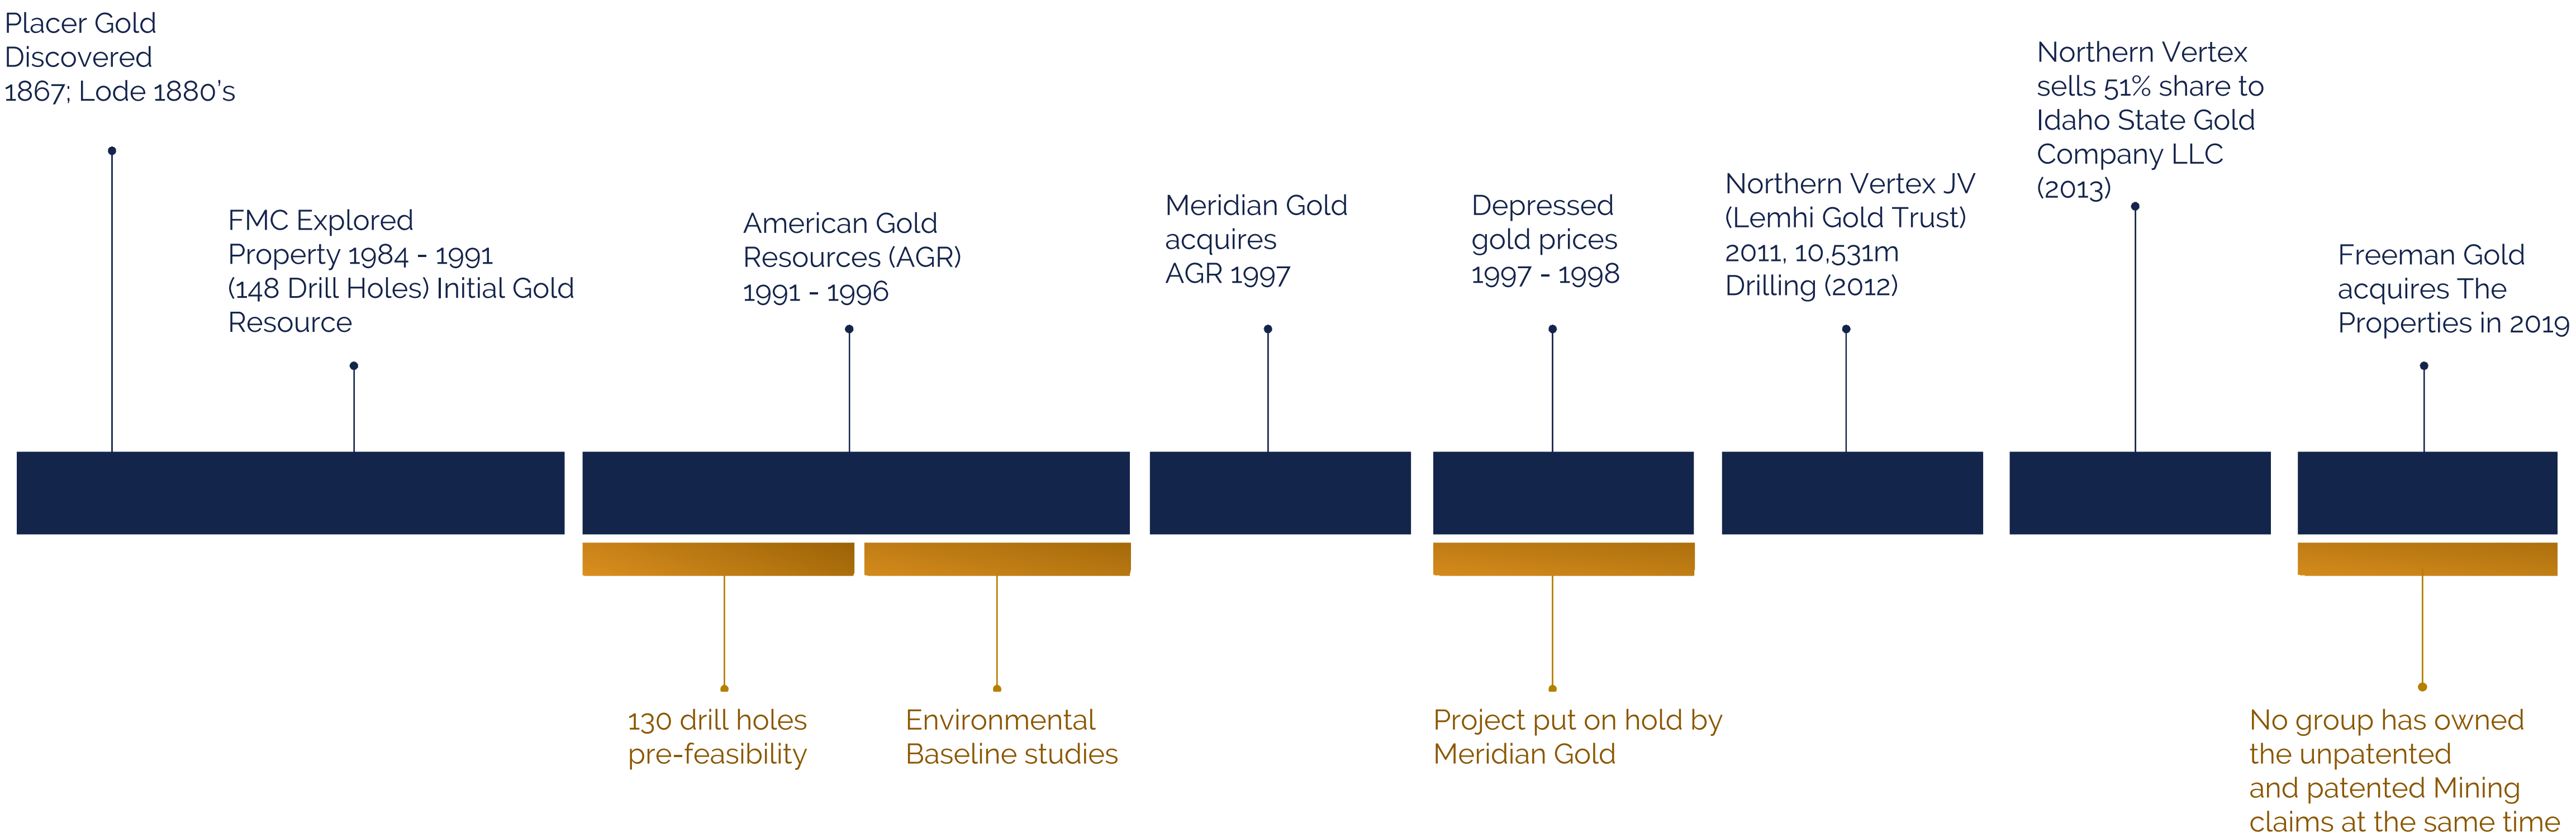 Placer Gold
Discovered
1867; Lode 1880's
FMC Explored
Property 1984 - 1991
(148 Drill Holes) Initial Gold
Resource
American Gold
Resources (AGR)
1991 - 1996
Meridian Gold
acquires
AGR 1997
Depressed
gold prices
1997 - 1998
Northern Vertex JV
(Lemhi Gold Trust)
2011, 10,531m
Drilling (2012)
Northern Vertex
sells 51% share to
Idaho State Gold
Company LLC
(2013)
Freeman Gold
acquires The
Properties in 2019
130 drill holes
pre-feasibility
Environmental
Baseline studies
Project put on hold by
Meridian Gold
No group has owned
the unpatented
and patented Mining
claims at the same time